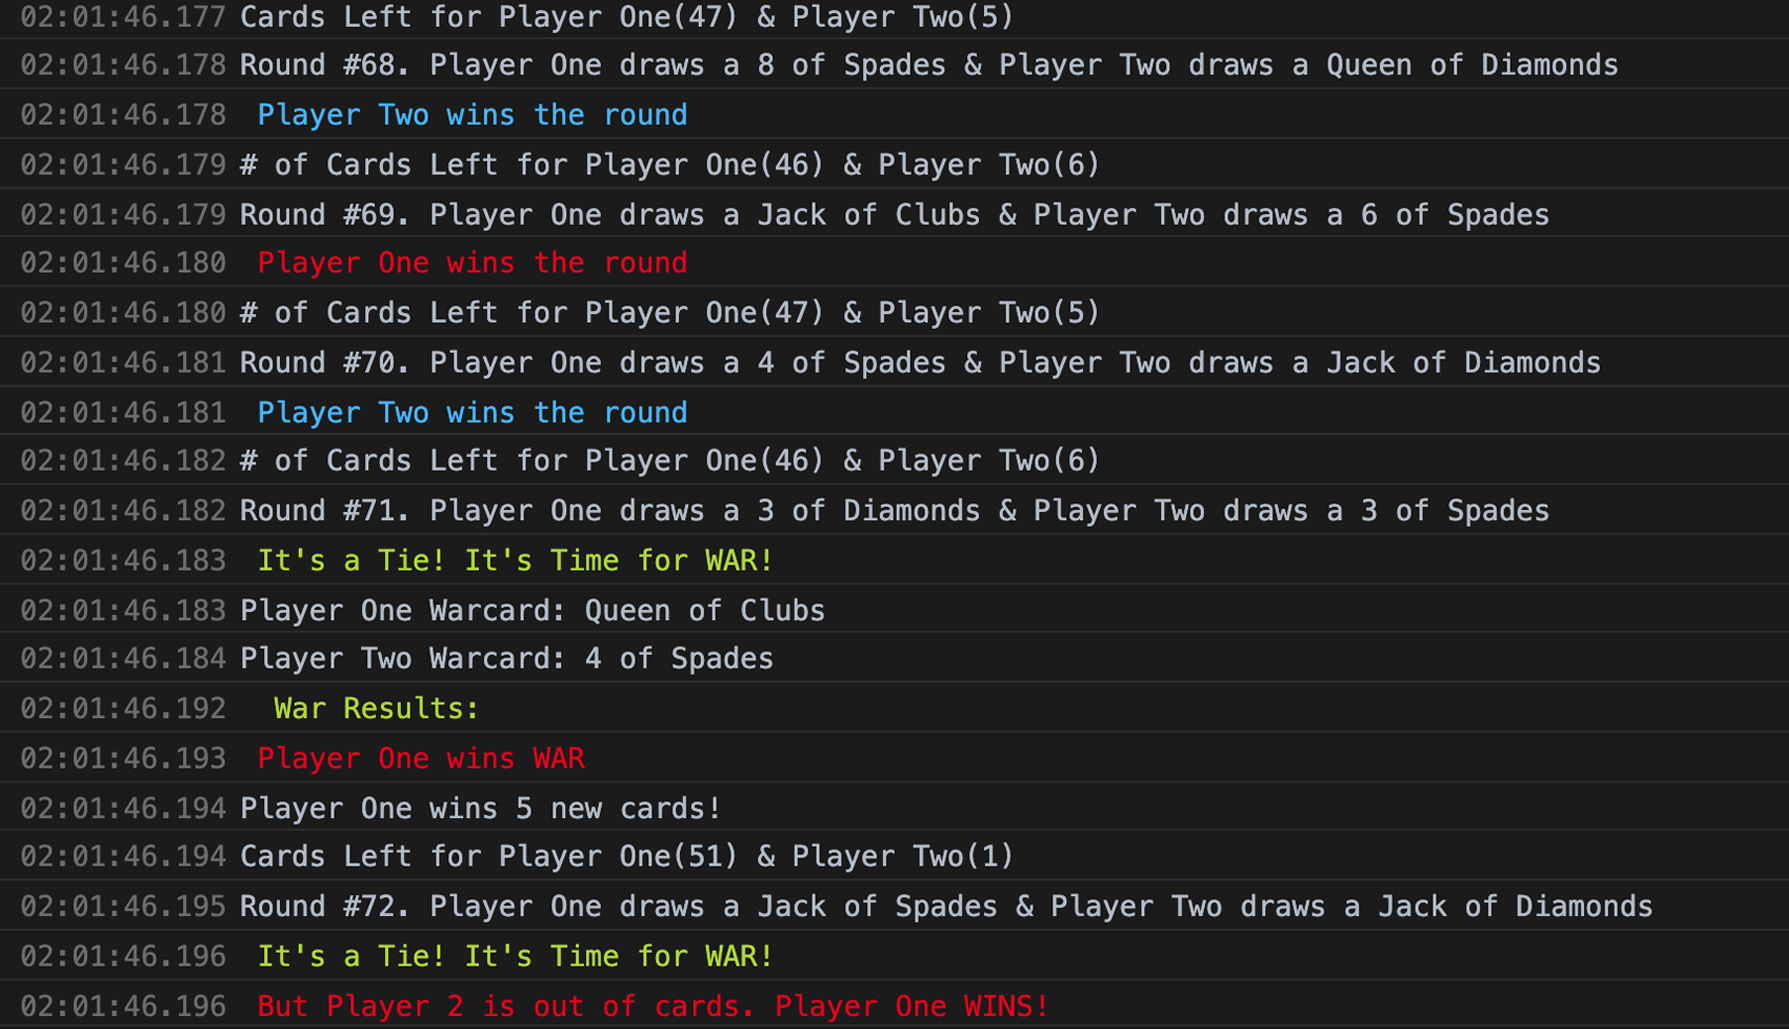 02:01:46.177 Cards Left for Player One(47) & Player Two(5)
02:01:46.178 Round #68. Player One draws a 8 of Spades & Player Two draws a Queen of Diamonds
02:01:46.178 Player Two wins the round
02:01:46.179 # of Cards Left for Player One(46) & Player Two(6)
02:01:46.179 Round #69. Player One draws a Jack of Clubs & Player Two draws a 6 of Spades
02:01:46.180 Player One wins the round
02:01:46.180 # of Cards Left for Player One(47) & Player Two(5)
02:01:46.181 Round #70. Player One draws a 4 of Spades & Player Two draws a Jack of Diamonds
02:01:46.181 Player Two wins the round
02:01:46.182 # of Cards Left for Player One(46) & Player Two(6)
02:01:46.182 Round #71. Player One draws a 3 of Diamonds & Player Two draws a 3 of Spades
02:01:46.183 It's a Tie! It's Time for WAR!
02:01:46.183 Player One Warcard: Queen of Clubs
02:01:46.184 Player Two Warcard: 4 of Spades
02:01:46.192 War Results:
02:01:46.193 Player One wins WAR
02:01:46.194 Player One wins 5 new cards!
02:01:46.194 Cards Left for Player One(51) & Player Two(1)
02:01:46.195 Round #72. Player One draws a Jack of Spades & Player Two draws a Jack of Diamonds
02:01:46.196 It's a Tie! It's Time for WAR!
02:01:46.196 But Player 2 is out of cards. Player One WINS!